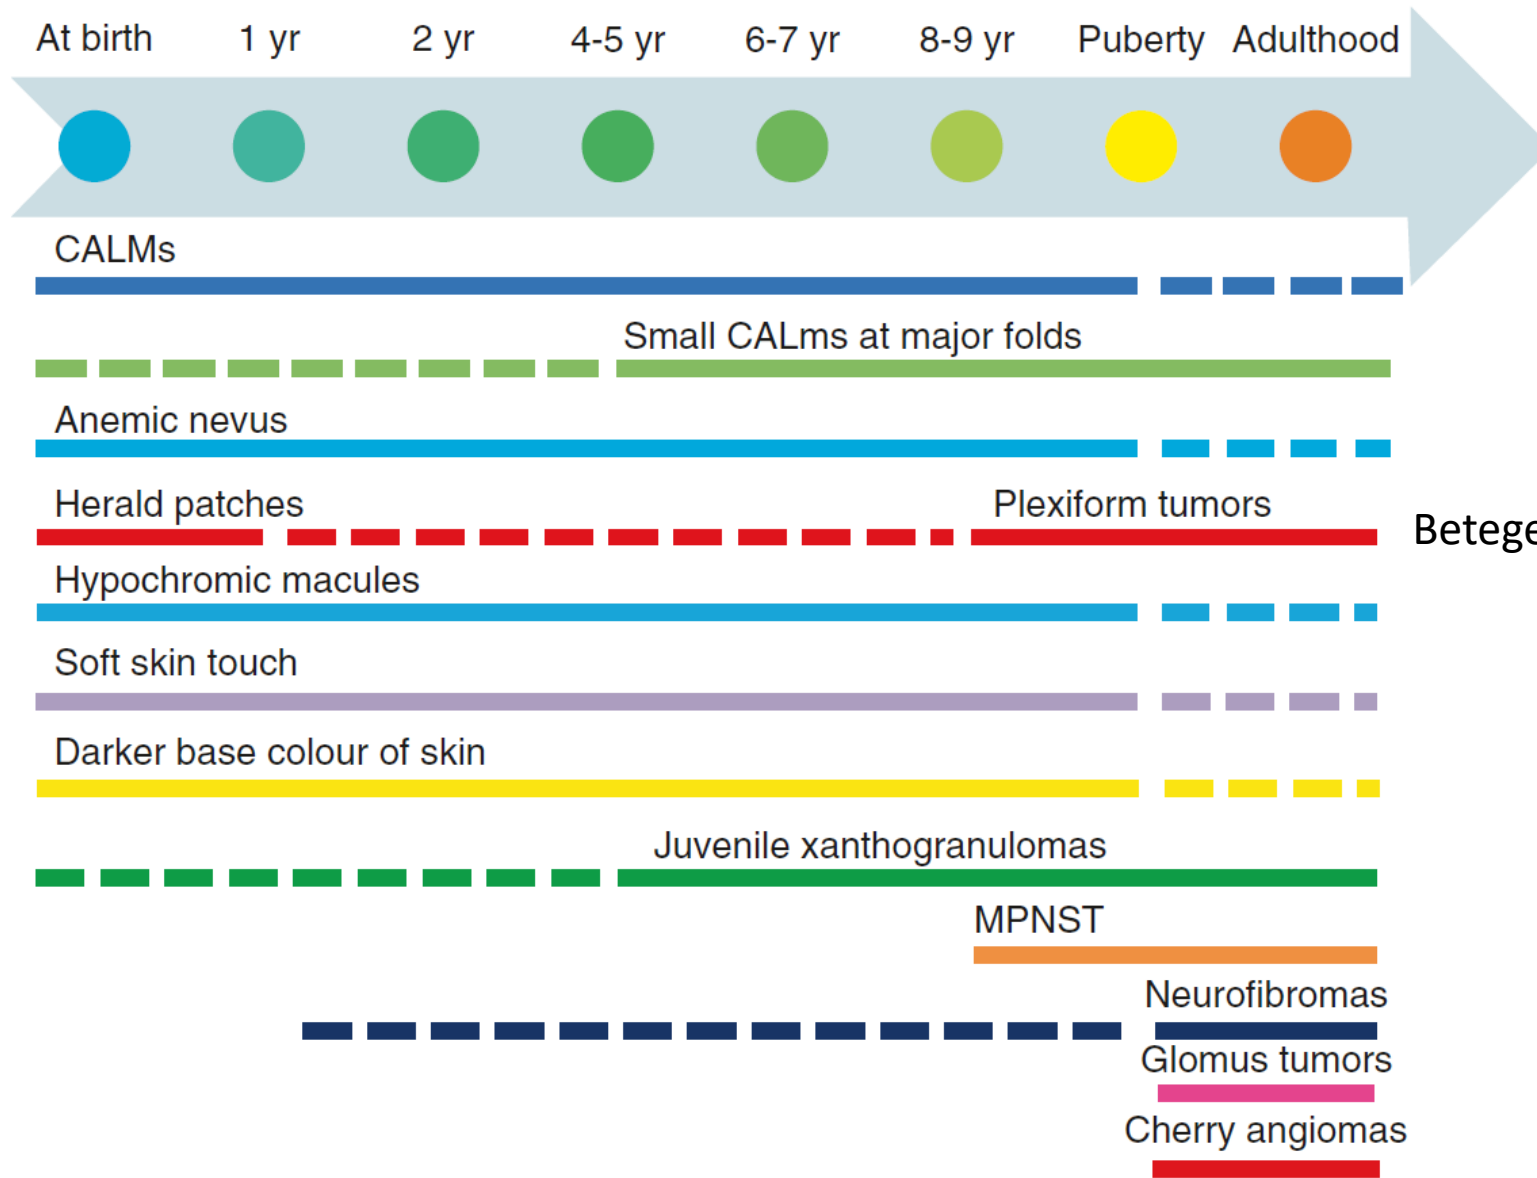 At birth 1 yr 2 yr 4-5 yr 6-7 yr 8-9 yr Puberty Adulthood
CALMs
Small CALms at major folds
Anemic nevus
Herald patches Plexiform tumors
Betege
Hypochromic macules
Soft skin touch
Darker base colour of skin
Juvenile xanthogranulomas
MPNST
Neurofibromas
Glomus tumors
Cherry angiomas